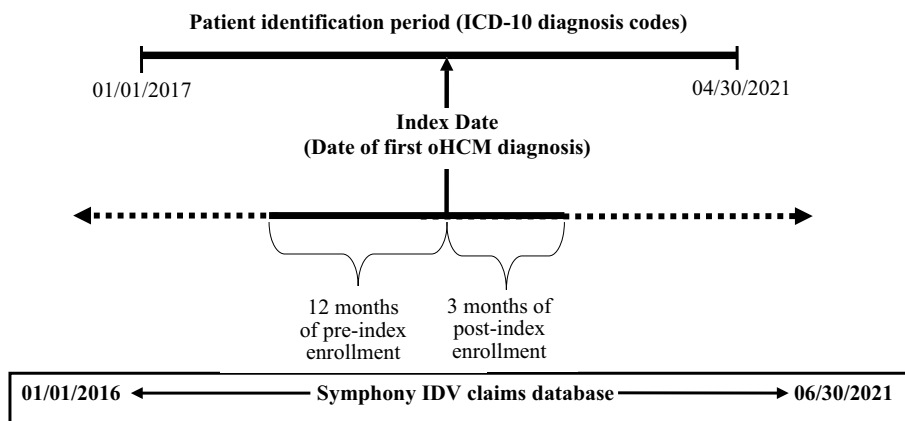 Patient identification period (ICD-10 diagnosis codes)
01/01/2017
04/30/2021
Index Date
(Date of first oHCM diagnosis)
12 months
of pre-index
enrollment
3 months of
post-index
enrollment
01/01/2016 Symphony IDV claims database 06/30/2021